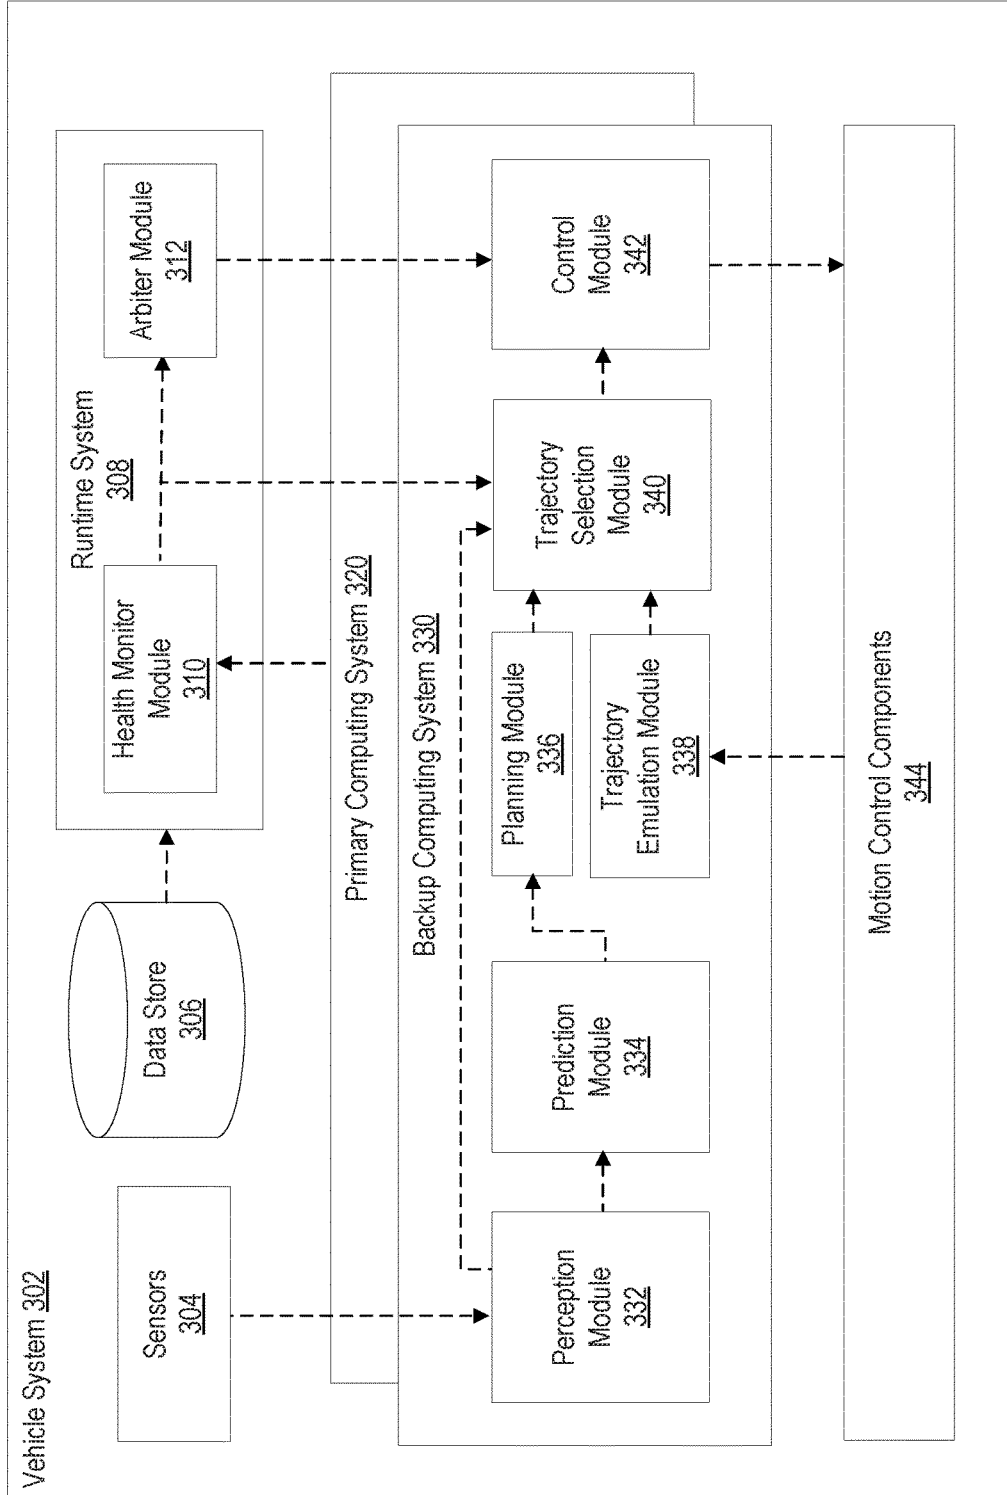 Vehicle System 302
Sensors
304
Data Store
306
Runtime System
308
Health Monitor
Module
310
Arbiter Module
312
Primary Computing System 320
Backup Computing System 330
Perception
Module
332
Prediction
Module
334
Planning Module
336
Trajectory
Emulation Module
338
Trajectory
Selection
Module
340
Control
Module
342
Motion Control Components
344